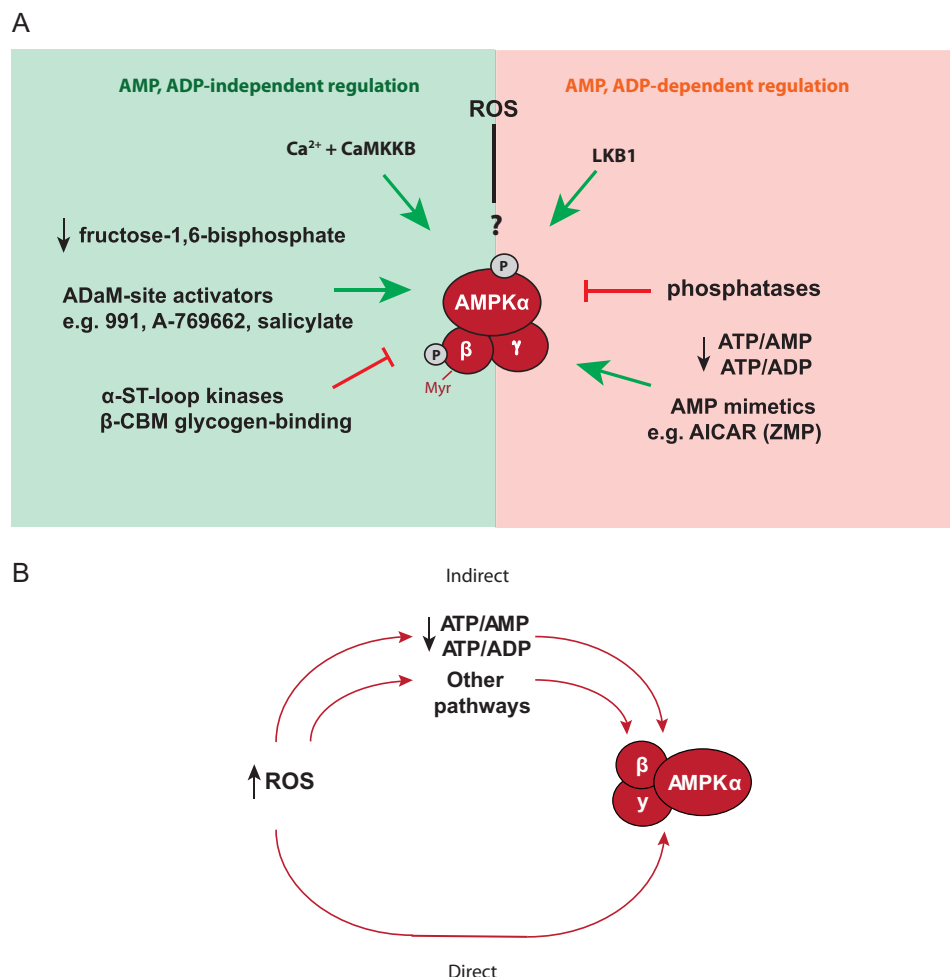 A
AMP, ADP-independent regulation
AMP, ADP-dependent regulation
ROS
Ca²⁺ + CaMKKB
LKB1
?
fructose-1,6-bisphosphate
ADaM-site activators
e.g. 991, A-769662, salicylate
α-ST-loop kinases
β-CBM glycogen-binding
P
AMPKα
P
β
γ
Myr
phosphatases
ATP/AMP
ATP/ADP
AMP mimetics
e.g. AICAR (ZMP)
B
Indirect
ATP/AMP
ATP/ADP
Other
pathways
ROS
β
AMPKα
y
Direct